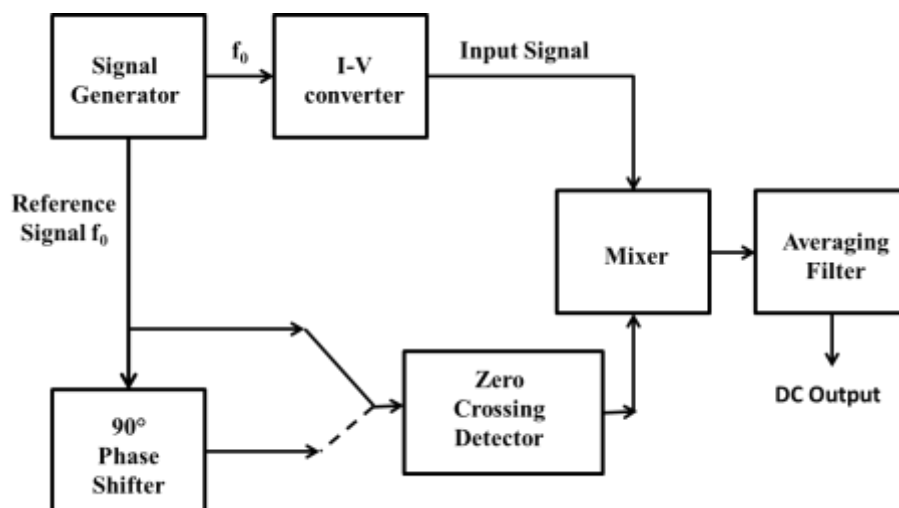 Signal
Generator
f₀
I-V
converter
Input Signal
Reference
Signal f₀
Mixer
Averaging
Filter
DC Output
Zero
Crossing
Detector
90°
Phase
Shifter